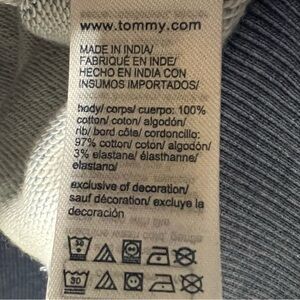 www.tommy.com
MADE IN INDIA/
FABRIQUÉ EN INDE/
HECHO EN INDIA CON
INSUMOS IMPORTADOS/
body/ corps/ cuerpo: 100%
cotton/ coton/ algodón/
rib/ bord côte/ cordoncillo:
97% cotton/ coton/ algodón/
3% elastane/ élasthanne/
elastano/
exclusive of decoration/
sauf décoration/ excluye la
decoración
30
30